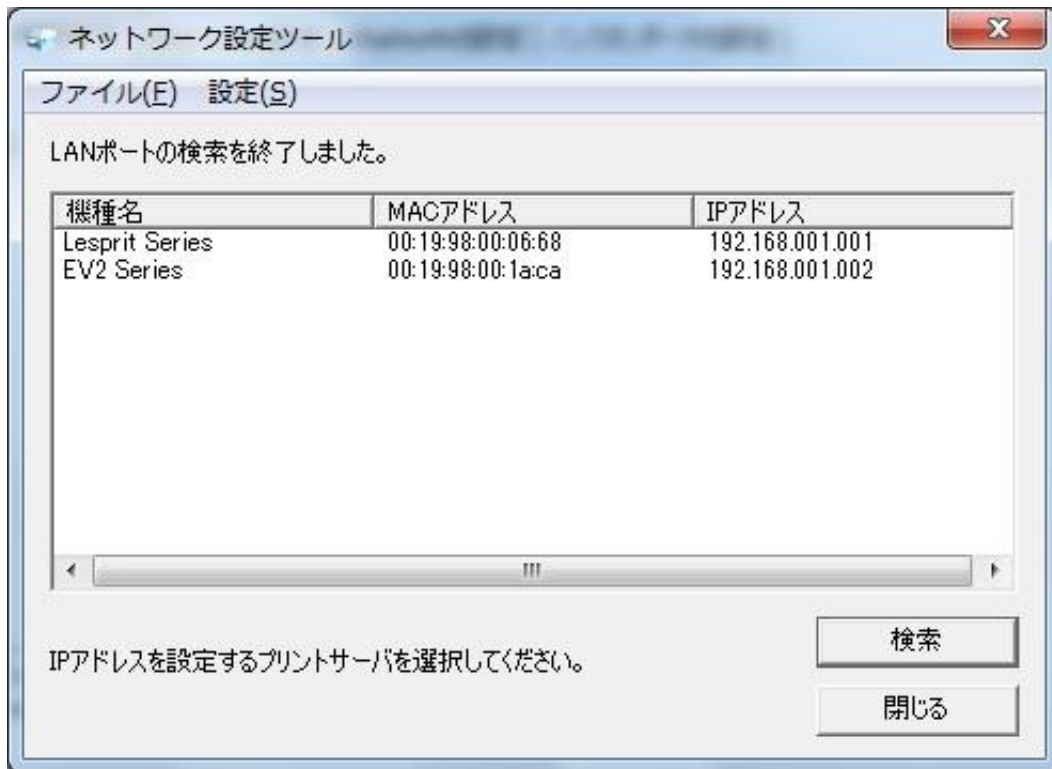 ネットワーク設定ツール
ファイル(F) 設定(S)
LANポートの検索を終了しました。
機種名 MACアドレス IPアドレス
Lesprit Series 00:19:98:00:06:68 192.168.001.001
EV2 Series 00:19:98:00:1a:ca 192.168.001.002
検索
IPアドレスを設定するプリントサーバを選択してください。
閉じる